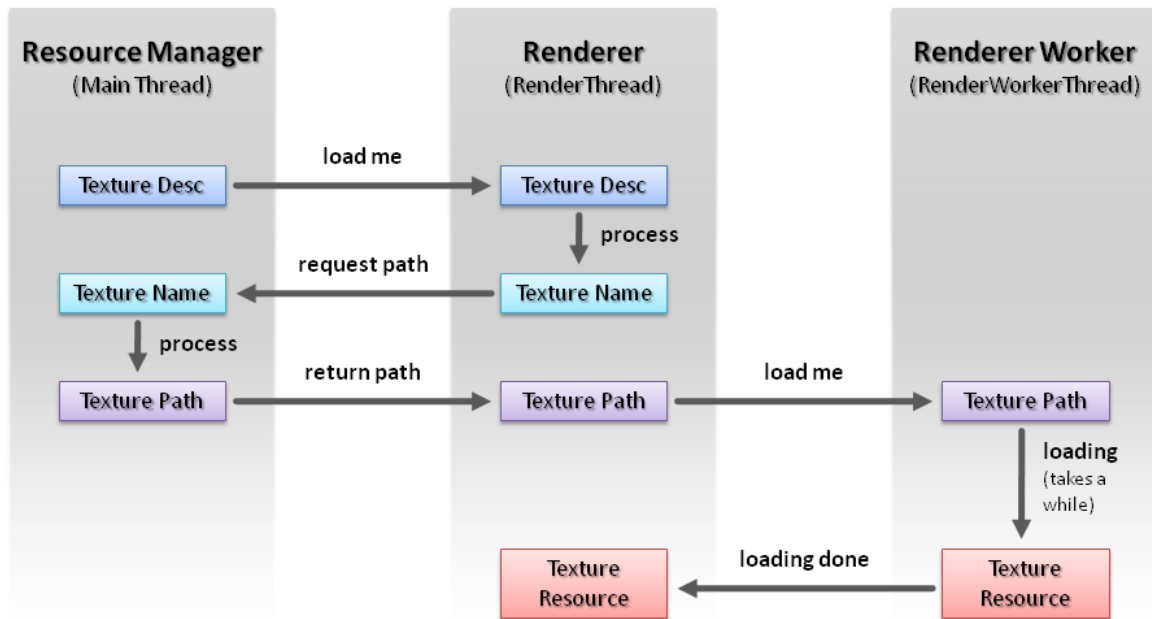 Resource Manager
(Main Thread)
Renderer
(RenderThread)
Renderer Worker
(RenderWorkerThread)
load me
Texture Desc
Texture Desc
process
request path
Texture Name
Texture Name
process
return path
load me
Texture Path
Texture Path
Texture Path
loading
(takes a
while)
loading done
Texture
Resource
Texture
Resource